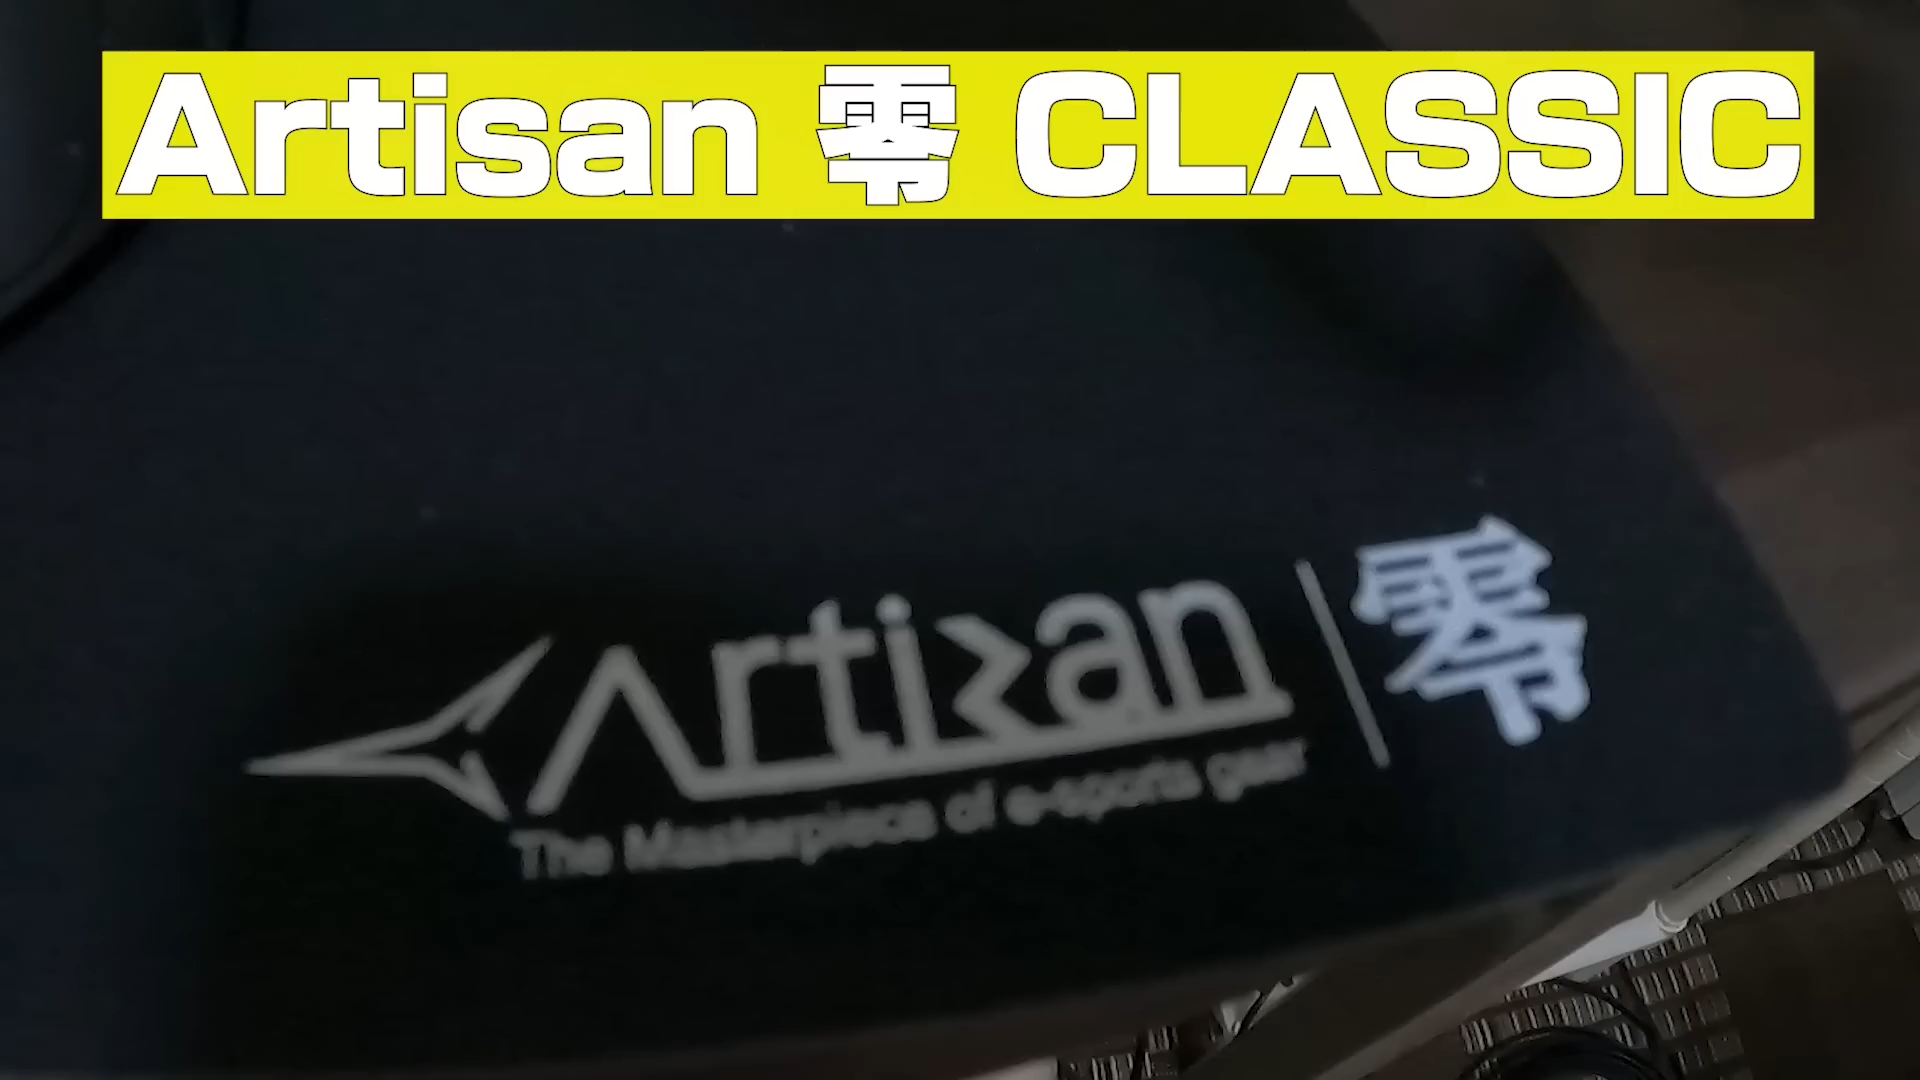 Artisan 零 CLASSIC
Artisan | 零
The Masterpiece of e-sports gear